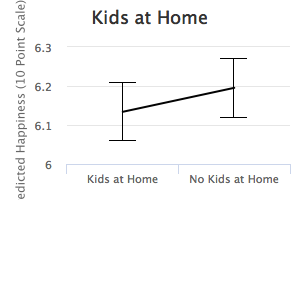 Kids at Home
edicted Happiness (10 Point Scale)
6.3
6.2
6.1
6
Kids at Home
No Kids at Home